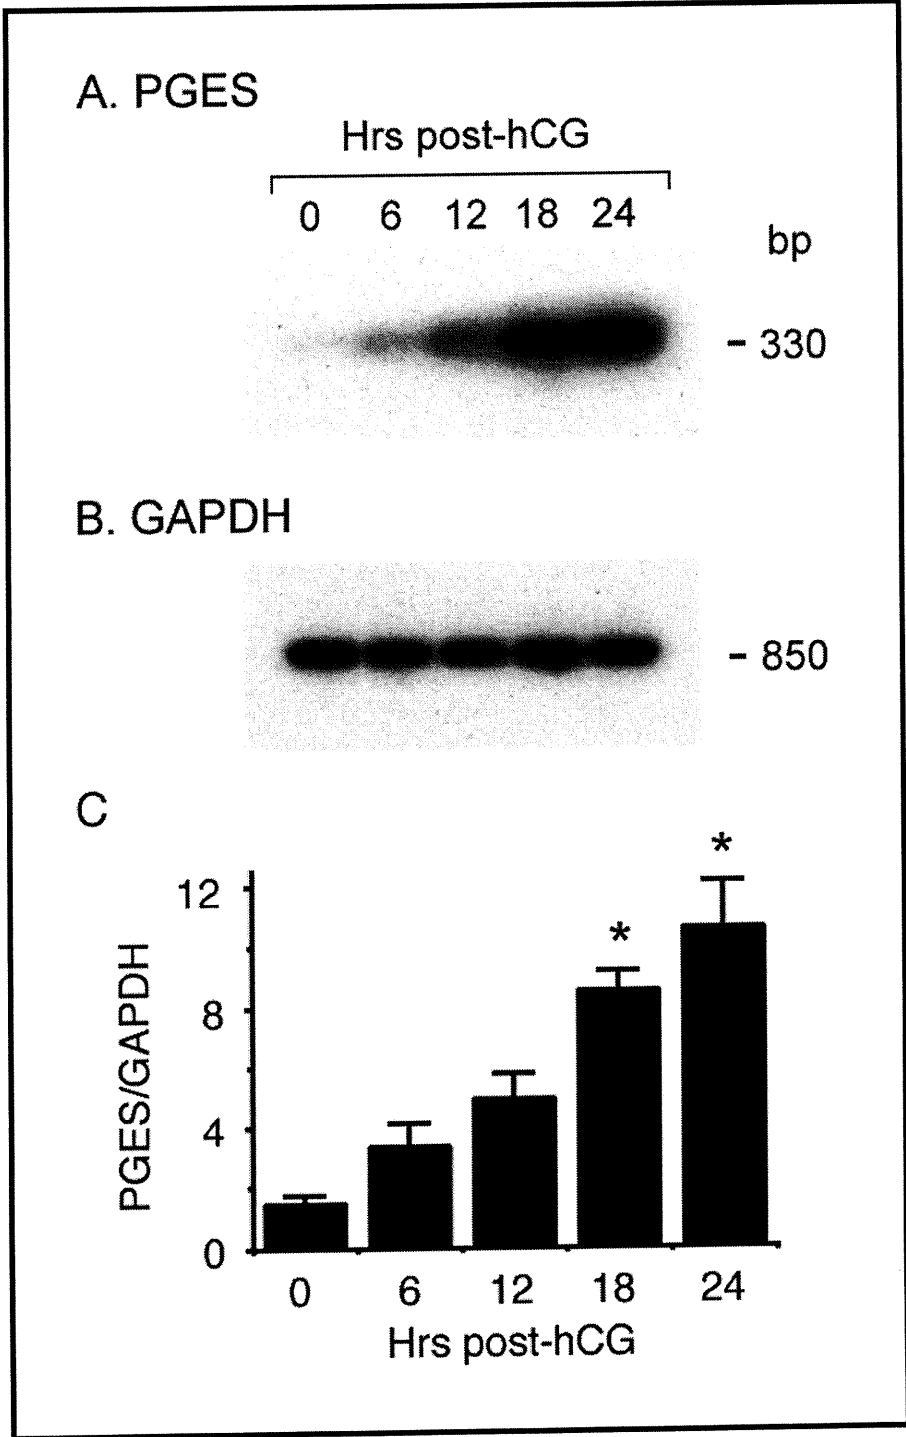 A. PGES
Hrs post-hCG
0 6 12 18 24
bp
- 330
B. GAPDH
- 850
C
*
*
12
8
4
0
PGES/GAPDH
0 6 12 18 24
Hrs post-hCG